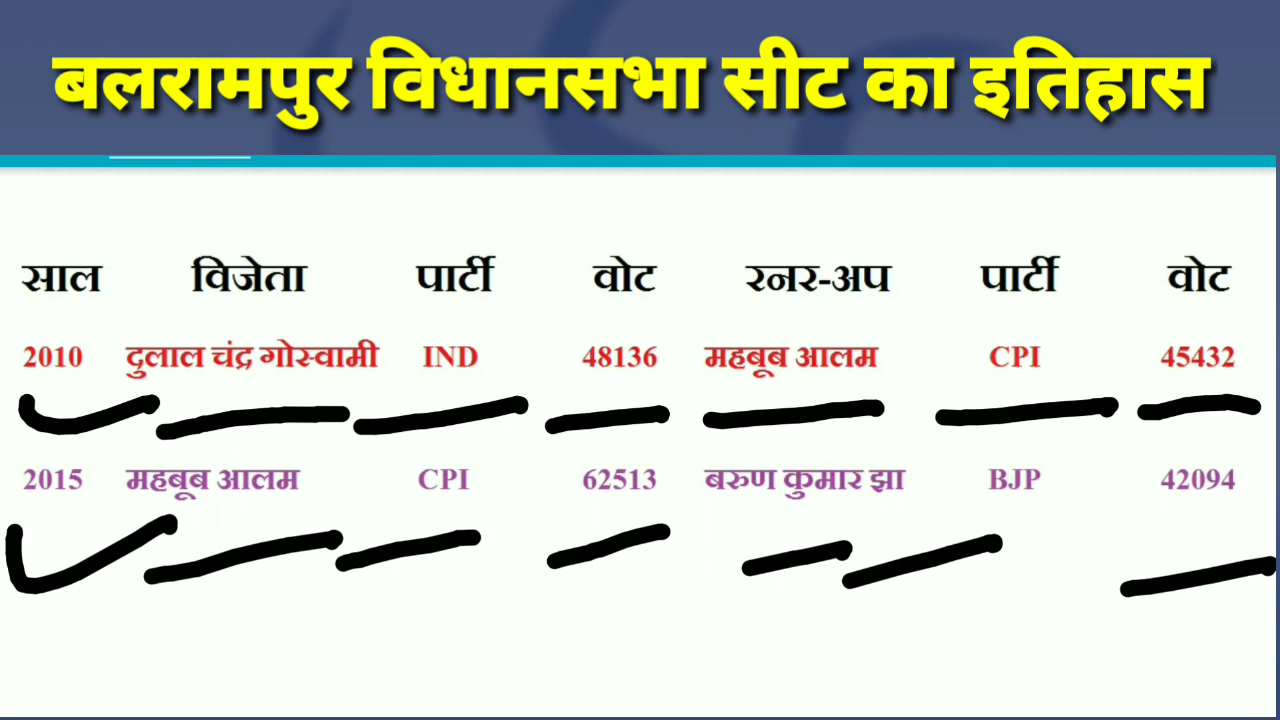 बलरामपुर विधानसभा सीट का इतिहास
साल विजेता पार्टी वोट रनर-अप पार्टी वोट
2010 दुलाल चंद्र गोस्वामी IND 48136 महबूब आलम CPI 45432
2015 महबूब आलम CPI 62513 बरुण कुमार झा BJP 42094